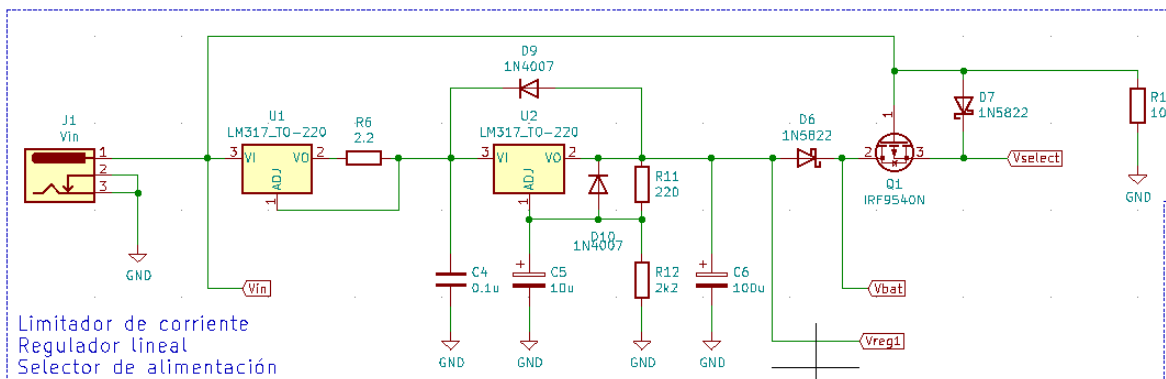 D9
1N4007
J1
Vin
1
2
3
GND
U1
LM317_TO-220
3 VI VO 2
ADJ
1
R6
2.2
U2
LM317_TO-220
3 VI VO 2
ADJ
1
D10
1N4007
R11
220
R12
2k2
C4
0.1u
C5
10u
C6
100u
GND
GND
GND
GND
D6
1N5822
1
2
3
Q1
IRF9540N
D7
1N5822
Vselect
R1
10
GND
Vin
Vbat
Vreg1
Limitador de corriente
Regulador lineal
Selector de alimentación